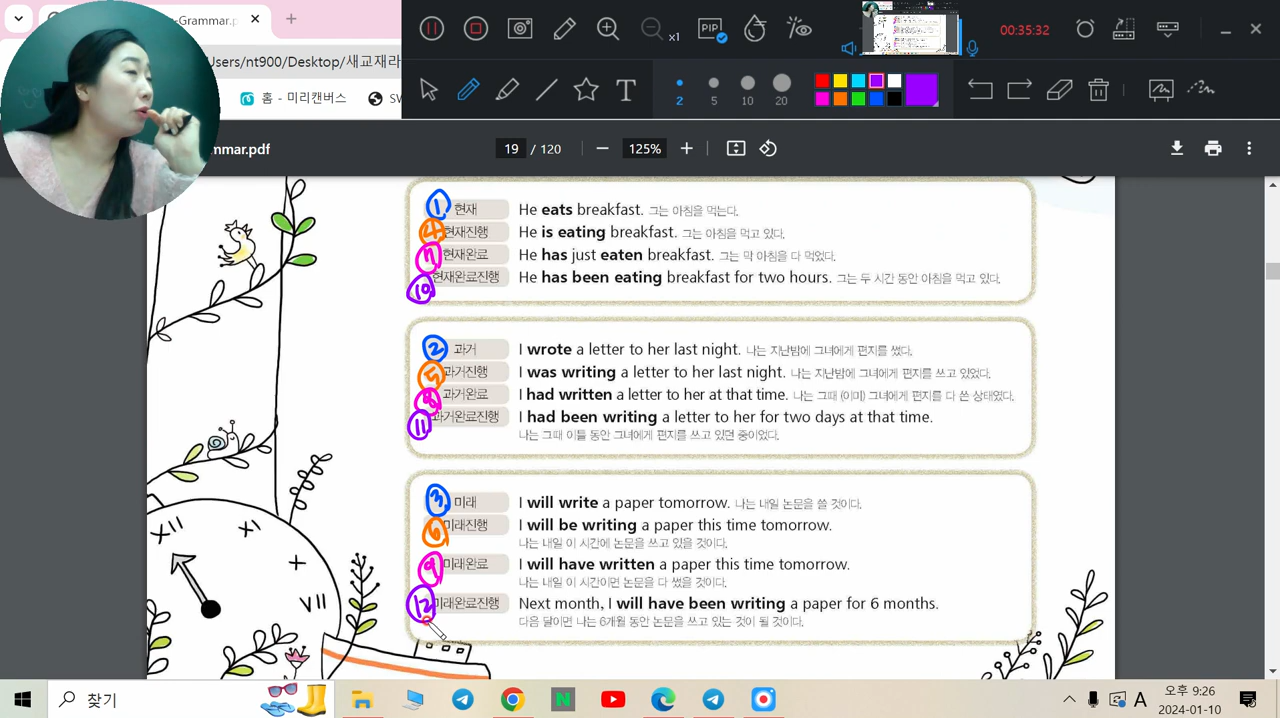 -Grammar.p
x1
PIP
00:35:32
sers/nt900/Desktop/새교재라
홈 - 미리캔버스
SW
T
2
5
10
20
mmar.pdf
19 / 120
125%
① 현재 He eats breakfast. 그는 아침을 먹는다.
④ 현재진행 He is eating breakfast. 그는 아침을 먹고 있다.
⑦ 현재완료 He has just eaten breakfast. 그는 막 아침을 다 먹었다.
⑩ 현재완료진행 He has been eating breakfast for two hours. 그는 두 시간 동안 아침을 먹고 있다.
② 과거 I wrote a letter to her last night. 나는 지난밤에 그녀에게 편지를 썼다.
⑤ 과거진행 I was writing a letter to her last night. 나는 지난밤에 그녀에게 편지를 쓰고 있었다.
⑧ 과거완료 I had written a letter to her at that time. 나는 그때 (이미) 그녀에게 편지를 다 쓴 상태였다.
⑪ 과거완료진행 I had been writing a letter to her for two days at that time.
나는 그때 이틀 동안 그녀에게 편지를 쓰고 있던 중이었다.
③ 미래 I will write a paper tomorrow. 나는 내일 논문을 쓸 것이다.
⑥ 미래진행 I will be writing a paper this time tomorrow.
나는 내일 이 시간에 논문을 쓰고 있을 것이다.
⑨ 미래완료 I will have written a paper this time tomorrow.
나는 내일 이 시간이면 논문을 다 썼을 것이다.
⑫ 미래완료진행 Next month, I will have been writing a paper for 6 months.
다음 달이면 나는 6개월 동안 논문을 쓰고 있는 것이 될 것이다.
찾기
N
A
오후 9:26
2024-01-10